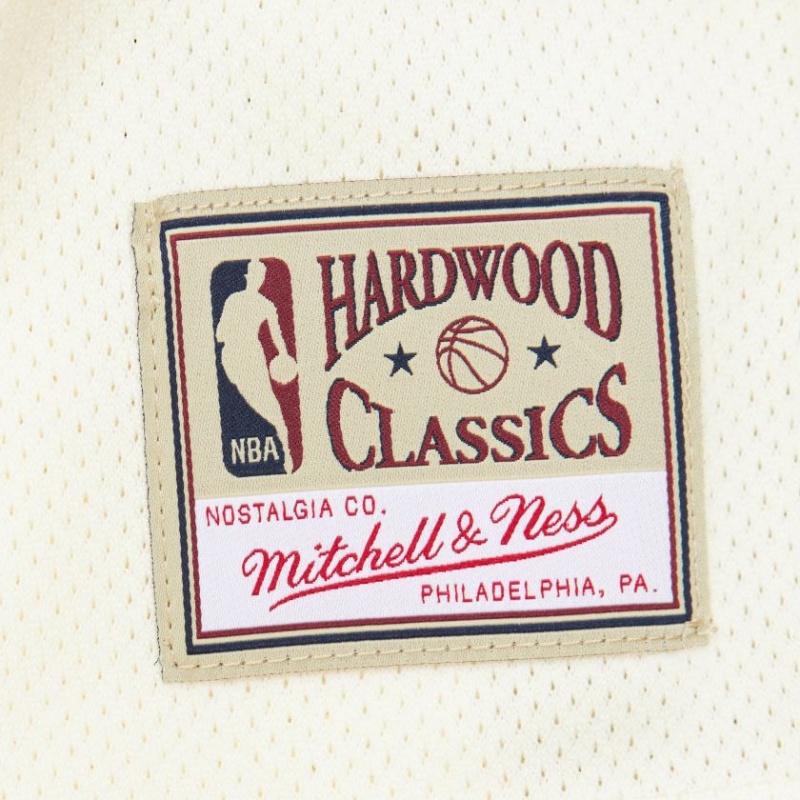 HARDWOOD
CLASSICS
NBA
NOSTALGIA CO.
Mitchell & Ness
PHILADELPHIA, PA.